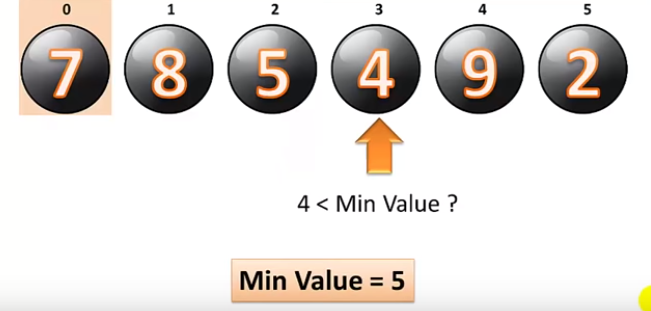 0 1 2 3 4 5
7 8 5 4 9 2
4 < Min Value ?
Min Value = 5